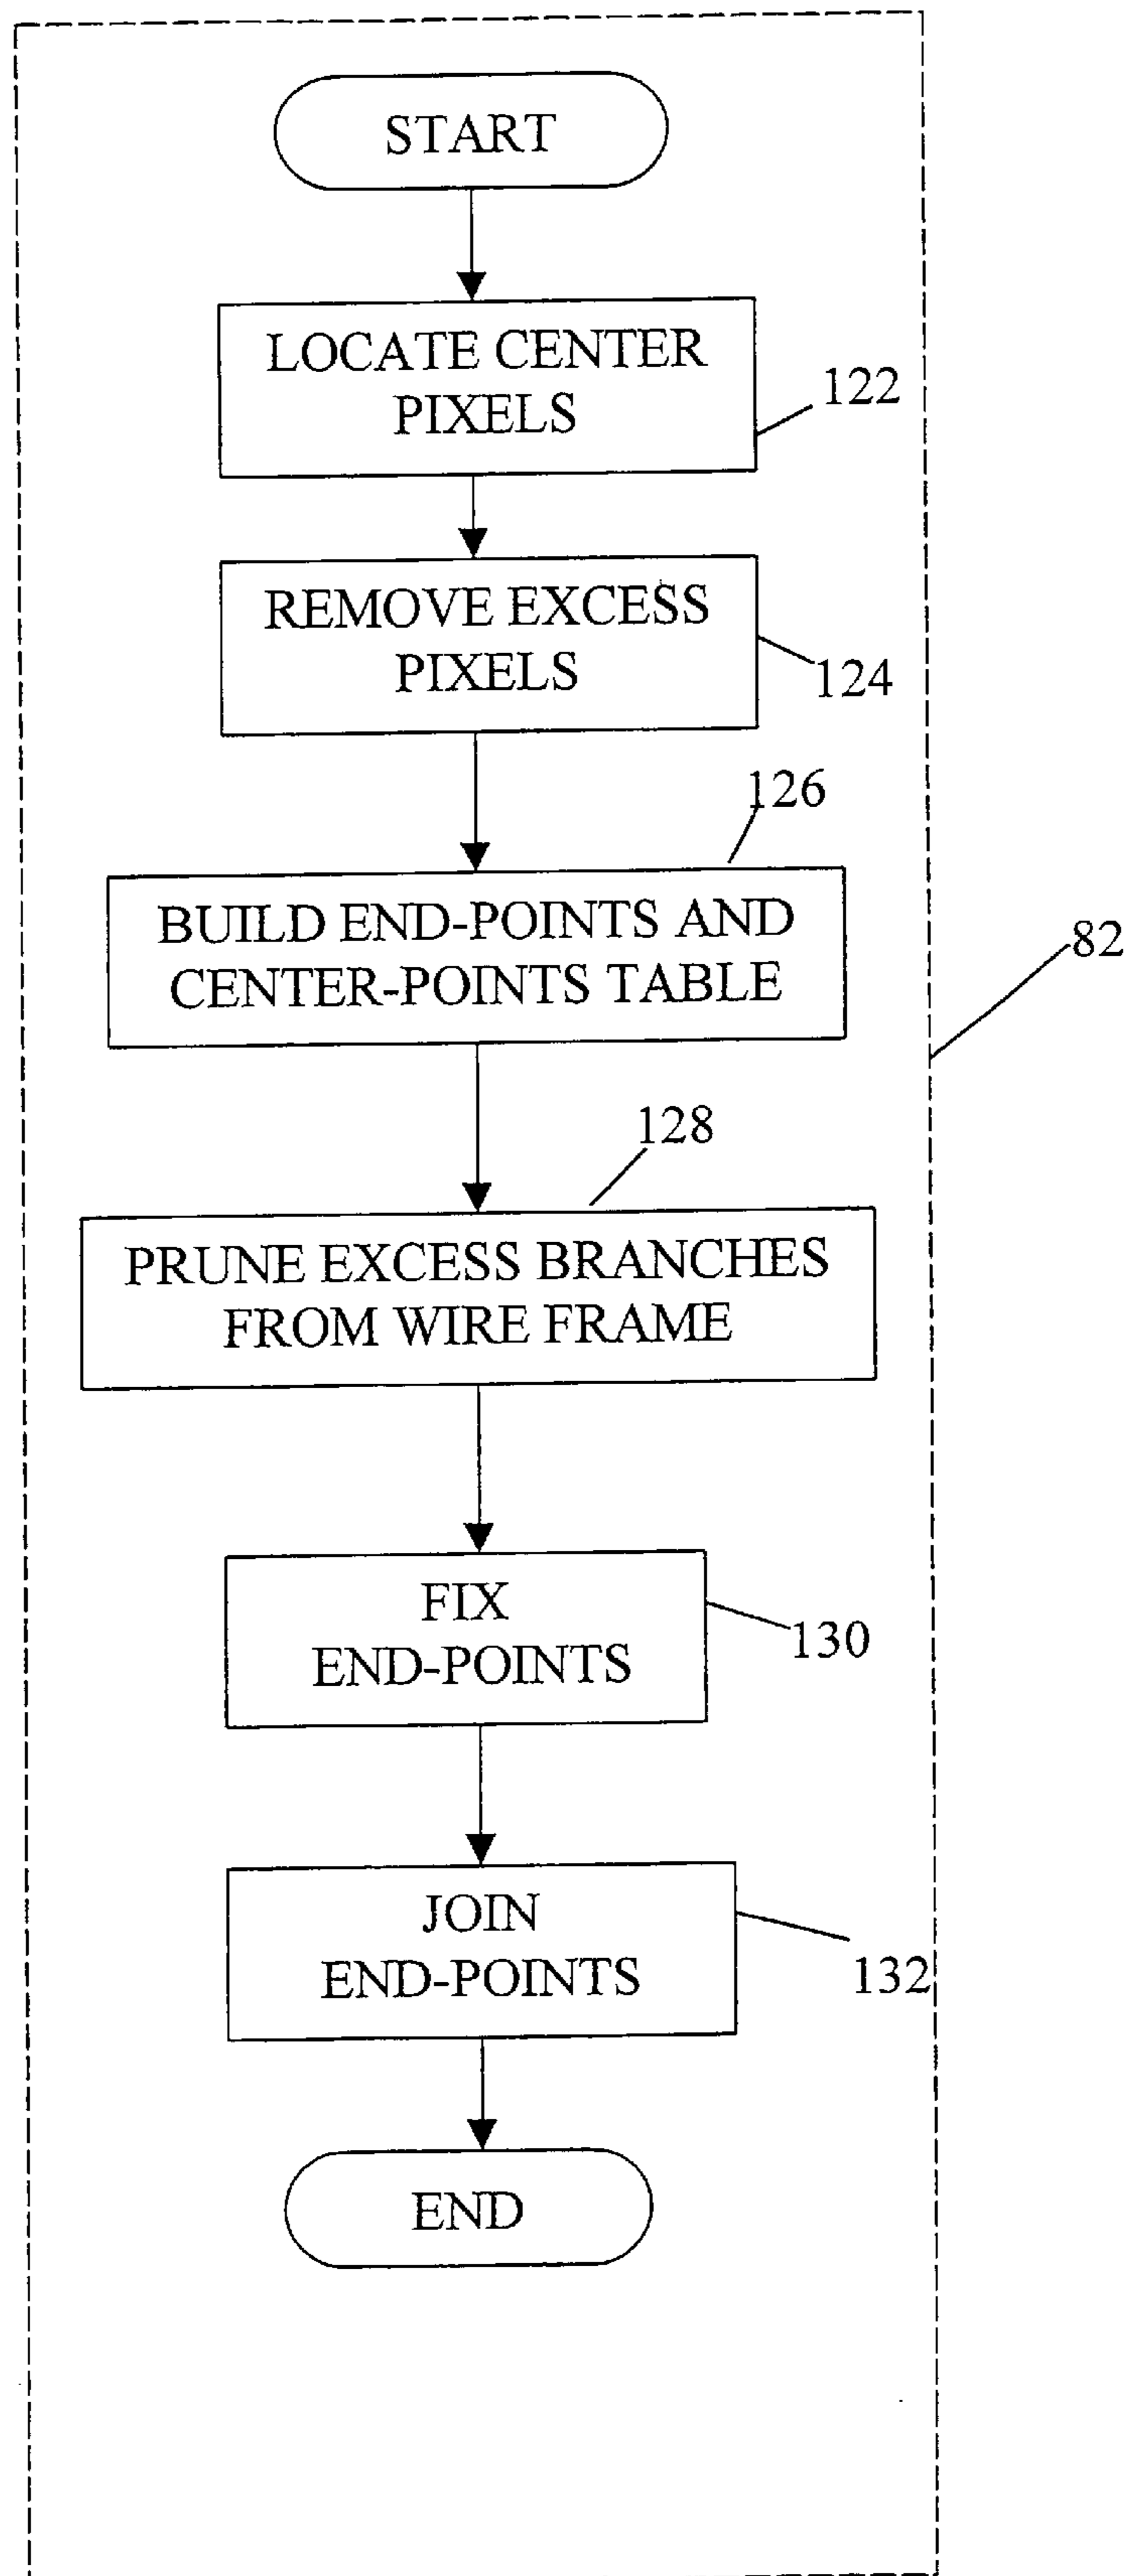 START
LOCATE CENTER
PIXELS
122
REMOVE EXCESS
PIXELS
124
126
BUILD END-POINTS AND
CENTER-POINTS TABLE
82
128
PRUNE EXCESS BRANCHES
FROM WIRE FRAME
FIX
END-POINTS
130
JOIN
END-POINTS
132
END